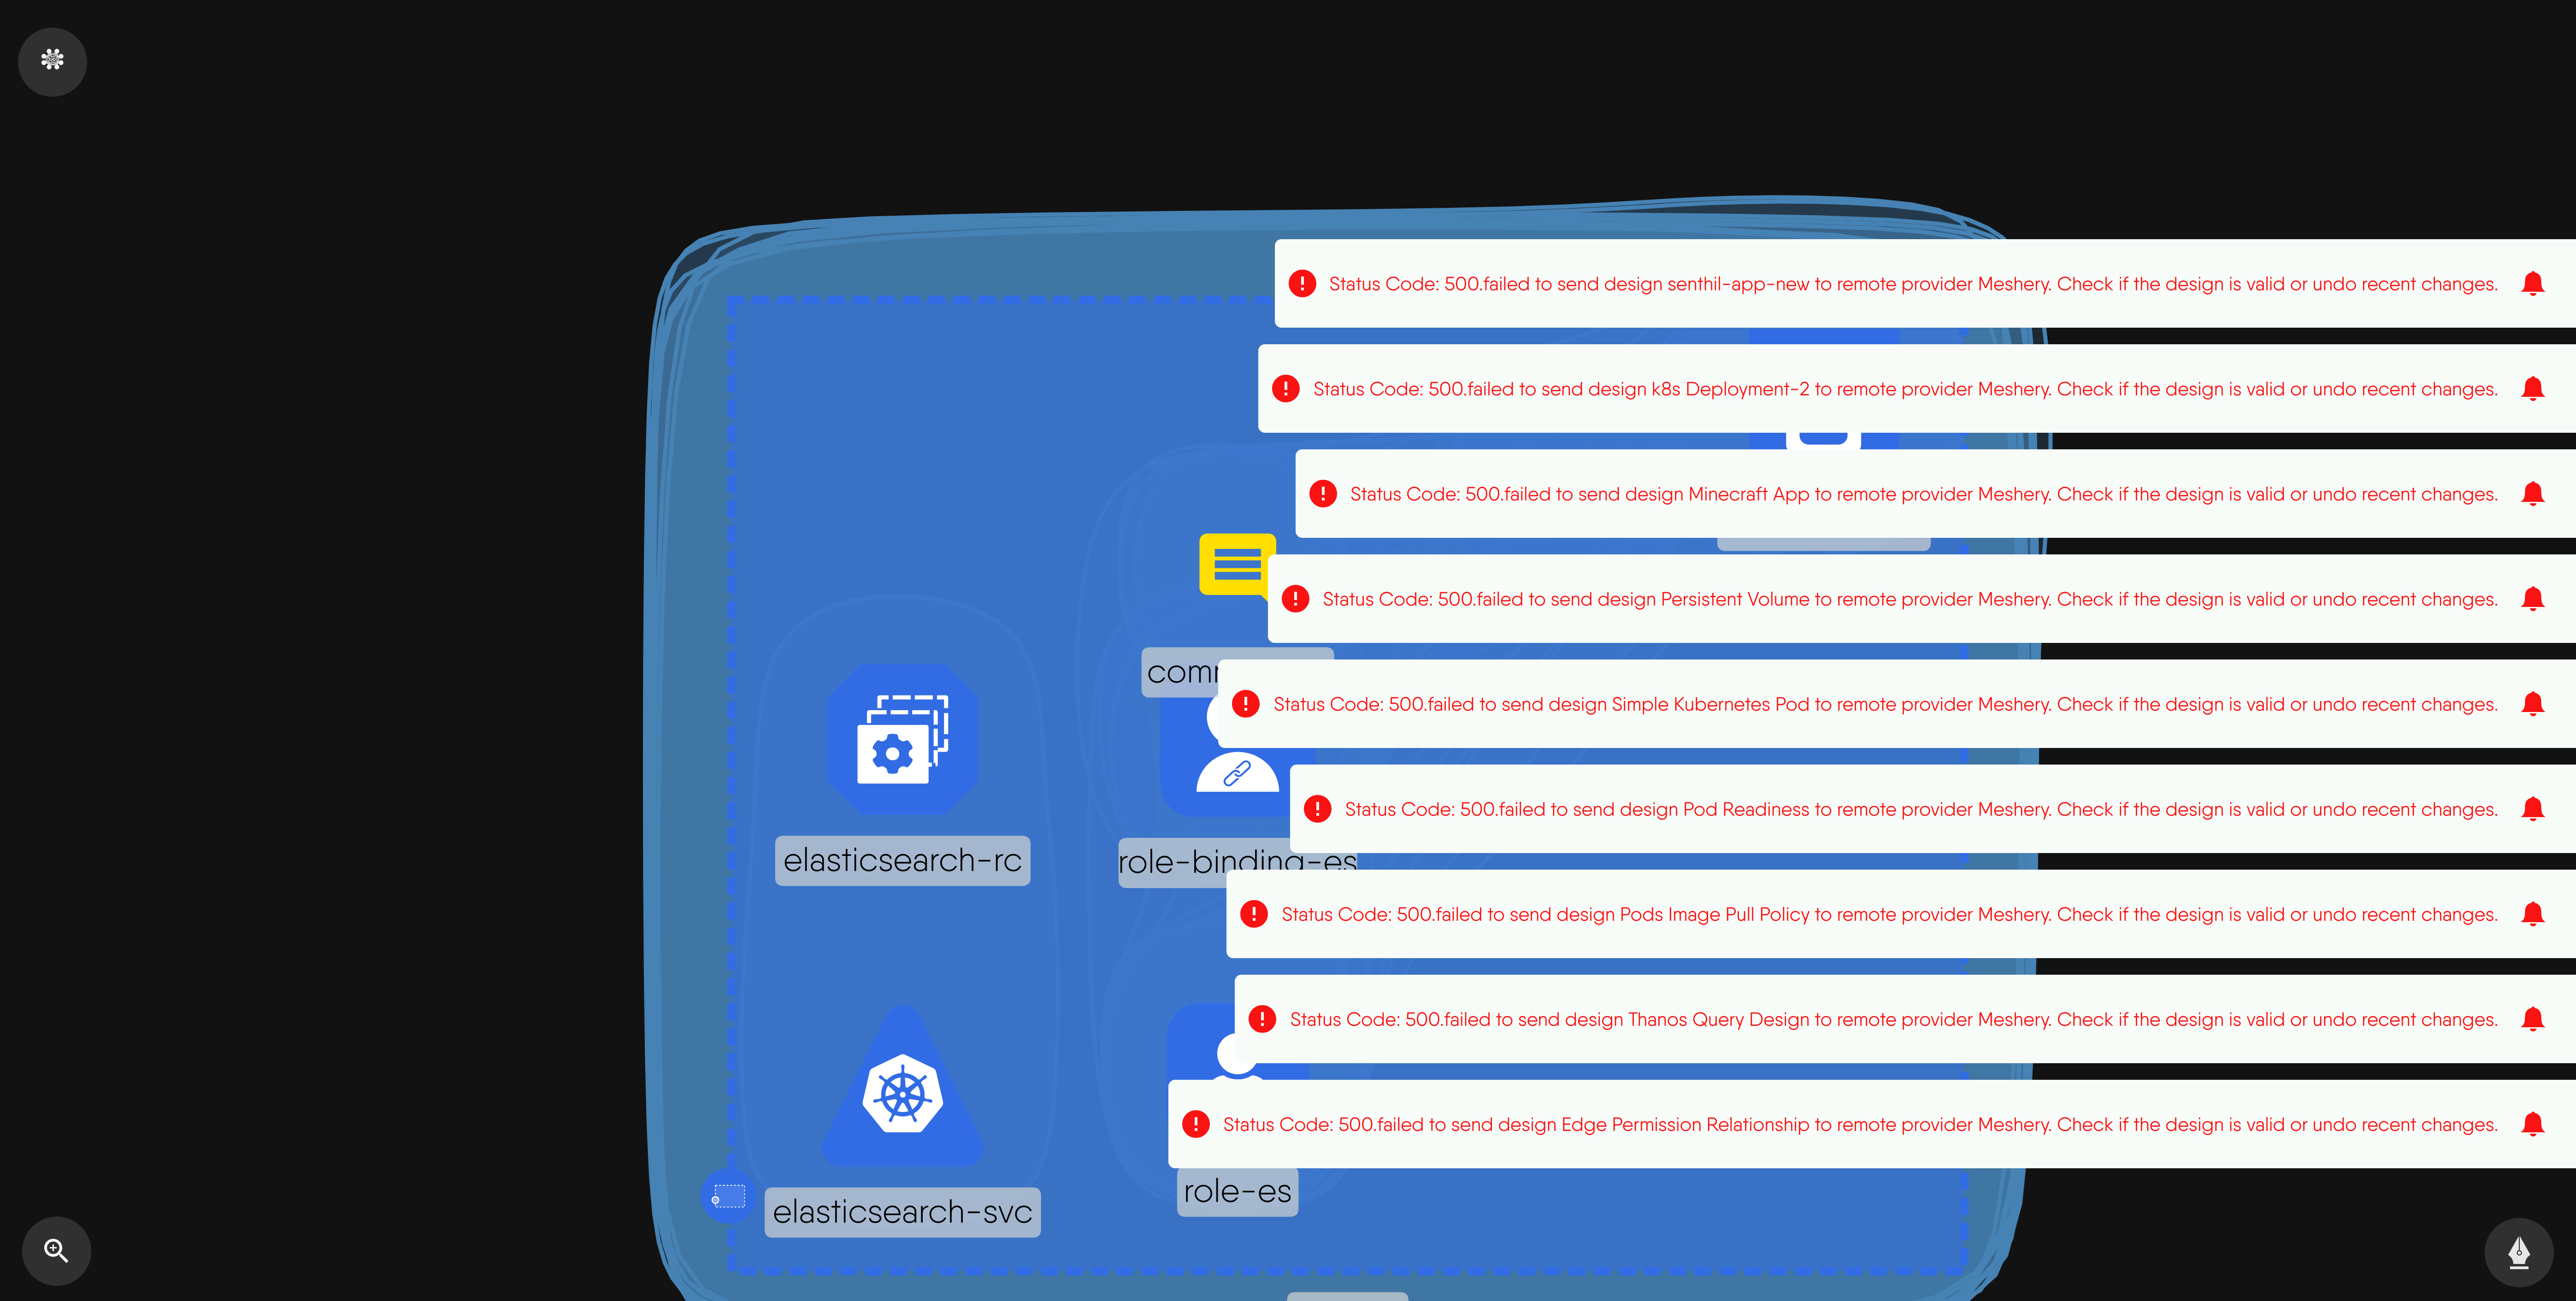 Status Code: 500.failed to send design senthil-app-new to remote provider Meshery. Check if the design is valid or undo recent changes.
Status Code: 500.failed to send design k8s Deployment-2 to remote provider Meshery. Check if the design is valid or undo recent changes.
Status Code: 500.failed to send design Minecraft App to remote provider Meshery. Check if the design is valid or undo recent changes.
Status Code: 500.failed to send design Persistent Volume to remote provider Meshery. Check if the design is valid or undo recent changes.
Status Code: 500.failed to send design Simple Kubernetes Pod to remote provider Meshery. Check if the design is valid or undo recent changes.
Status Code: 500.failed to send design Pod Readiness to remote provider Meshery. Check if the design is valid or undo recent changes.
elasticsearch-rc
role-binding-es
Status Code: 500.failed to send design Pods Image Pull Policy to remote provider Meshery. Check if the design is valid or undo recent changes.
Status Code: 500.failed to send design Thanos Query Design to remote provider Meshery. Check if the design is valid or undo recent changes.
Status Code: 500.failed to send design Edge Permission Relationship to remote provider Meshery. Check if the design is valid or undo recent changes.
role-es
elasticsearch-svc